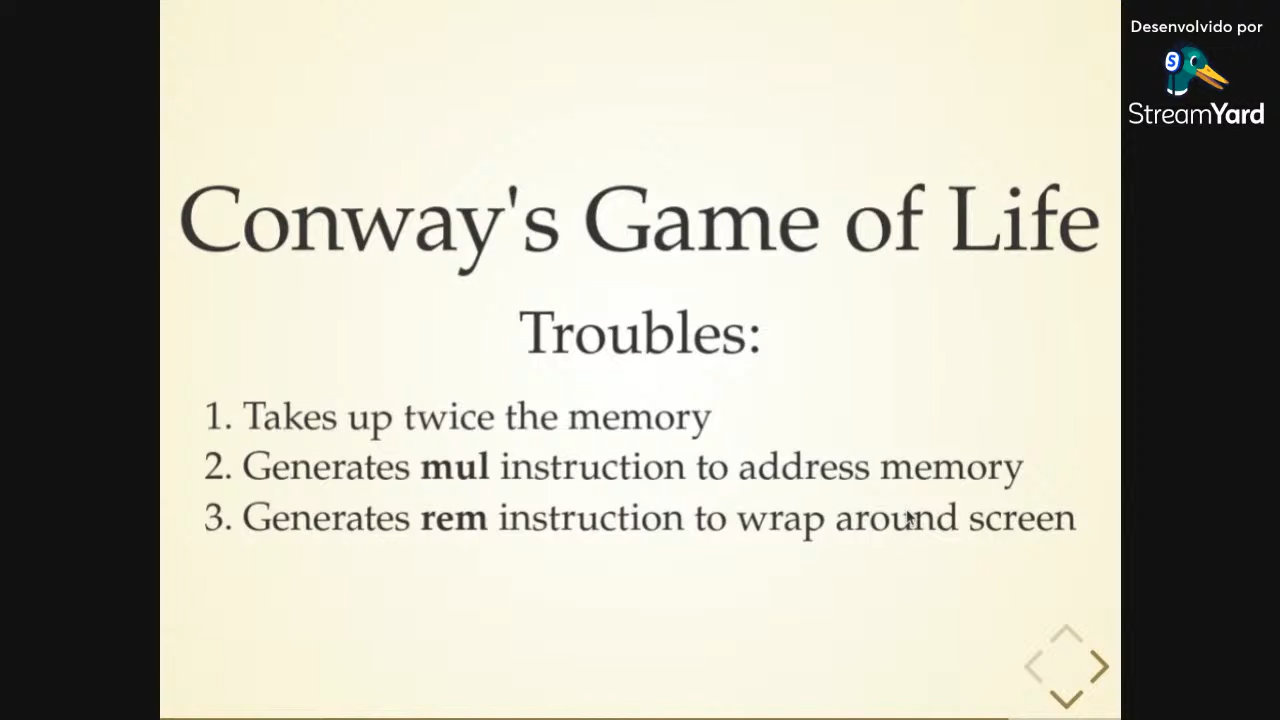 Desenvolvido por
StreamYard
Conway's Game of Life
Troubles:
1. Takes up twice the memory
2. Generates mul instruction to address memory
3. Generates rem instruction to wrap around screen